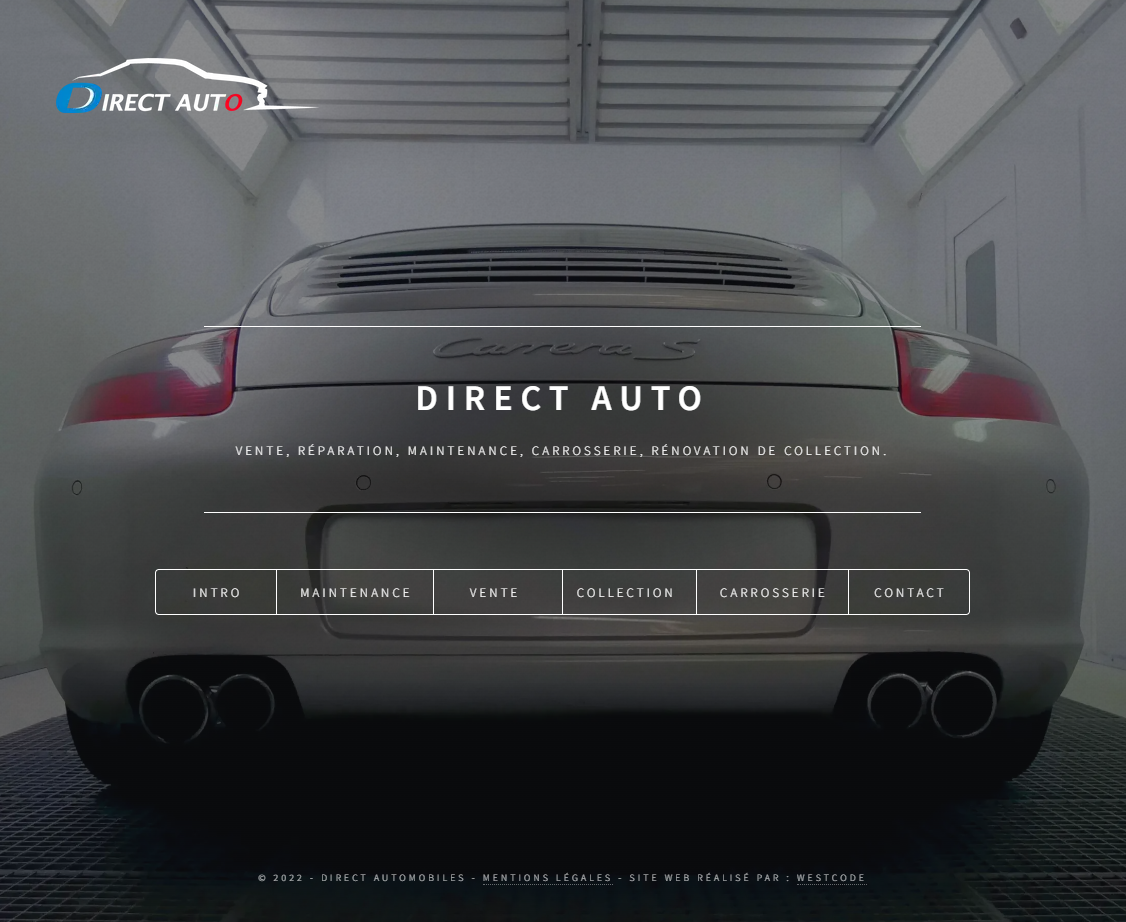 DIRECT AUTO
Carrera S
DIRECT AUTO
VENTE, RÉPARATION, MAINTENANCE, CARROSSERIE, RÉNOVATION DE COLLECTION.
INTRO MAINTENANCE VENTE COLLECTION CARROSSERIE CONTACT
© 2022 - DIRECT AUTOMOBILES - MENTIONS LÉGALES - SITE WEB RÉALISÉ PAR : WESTCODE